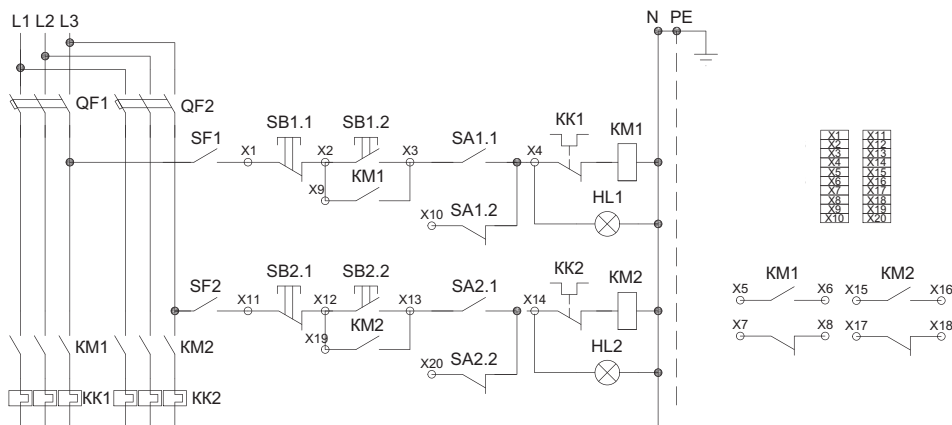 L1 L2 L3
N PE
QF1
QF2
SF1
X1
SB1.1
X2
SB1.2
X3
SA1.1
X4
KK1
KM1
X9
KM1
X10
SA1.2
HL1
SF2
X11
SB2.1
X12
SB2.2
X13
SA2.1
X14
KK2
KM2
X19
KM2
X20
SA2.2
HL2
KM1
KM2
KK1
KK2
X1 X11
X2 X12
X3 X13
X4 X14
X5 X15
X6 X16
X7 X17
X8 X18
X9 X19
X10 X20
KM1
KM2
X5 X6 X15 X16
X7 X8 X17 X18